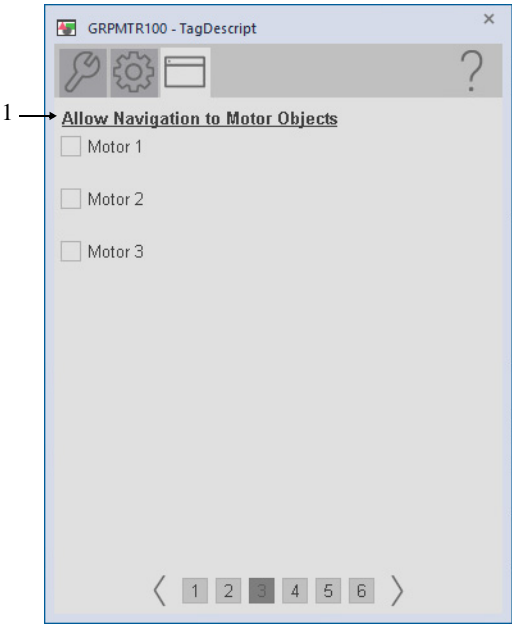 GRPMTR100 - TagDescript
?
1
Allow Navigation to Motor Objects
Motor 1
Motor 2
Motor 3
1 2 3 4 5 6